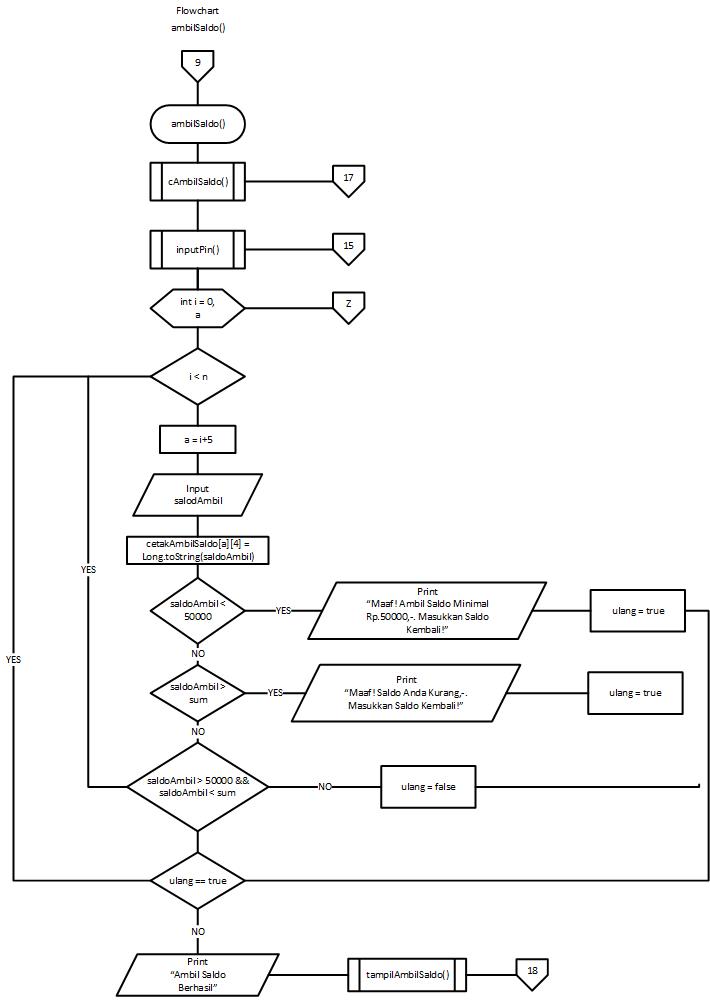 Flowchart
ambilSaldo()
9
ambilSaldo()
cAmbilSaldo()
17
inputPin()
15
int i = 0,
a
Z
i < n
a = i+5
Input
salodAmbil
cetakAmbilSaldo[a][4] =
Long.toString(saldoAmbil)
YES
saldoAmbil <
50000
YES
Print
“Maaf! Ambil Saldo Minimal
Rp.50000,-. Masukkan Saldo
Kembali!”
ulang = true
NO
YES
saldoAmbil >
sum
YES
Print
“Maaf! Saldo Anda Kurang,-.
Masukkan Saldo Kembali!”
ulang = true
NO
saldoAmbil > 50000 &&
saldoAmbil < sum
NO
ulang = false
ulang == true
NO
Print
“Ambil Saldo
Berhasil”
tampilAmbilSaldo()
18